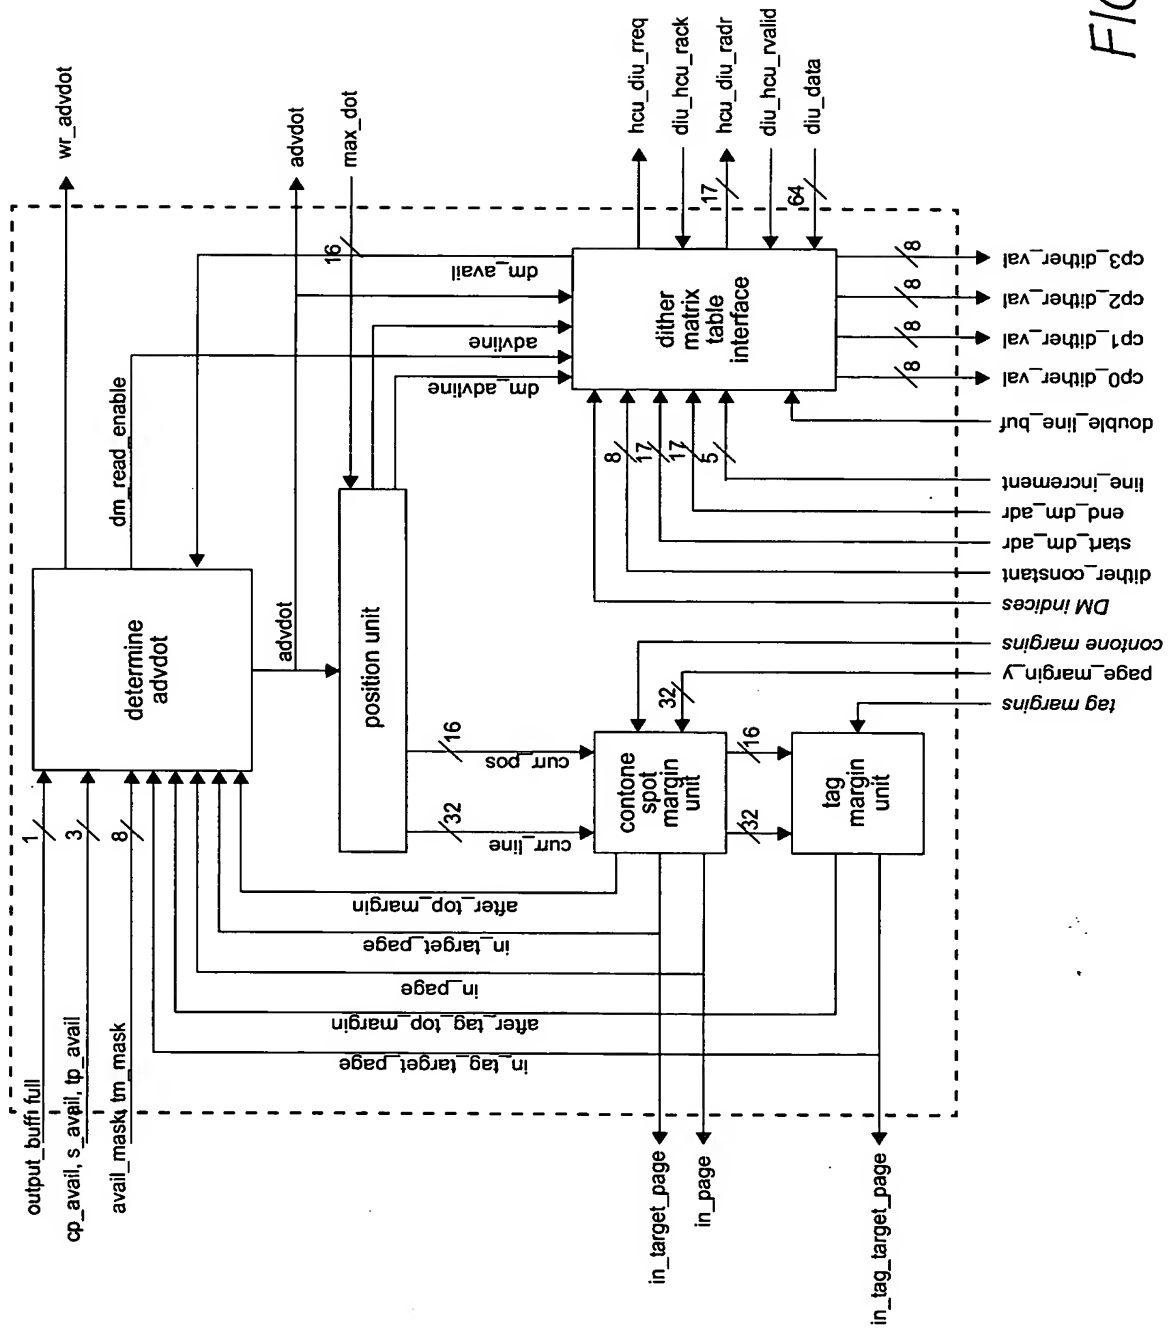 FIG
wr_advdot
advdot
max_dot
16
dm_read_enable
dm_avail
advline
dm_advline
determine
advdot
advdot
position unit
hcu_diu_rreq
diu_hcu_rack
hcu_diu_radr
17
diu_hcu_rvalid
diu_data
64
dither
matrix
table
interface
8
8
8
8
cp3_dither_val
cp2_dither_val
cp1_dither_val
cp0_dither_val
double_line_buf
line_increment
end_dm_adr
start_dm_adr
dither_constant
DM indices
8
17
17
5
contone margins
page_margin_y
tag margins
32
contone
spot
margin
unit
tag
margin
unit
16
curr_pos
32
curr_line
16
32
after_top_margin
in_target_page
in_page
after_tag_top_margin
in_tag_target_page
output_buff full
1
cp_avail, s_avail, tp_avail
3
avail_mask, tm_mask
8
in_target_page
in_page
in_tag_target_page